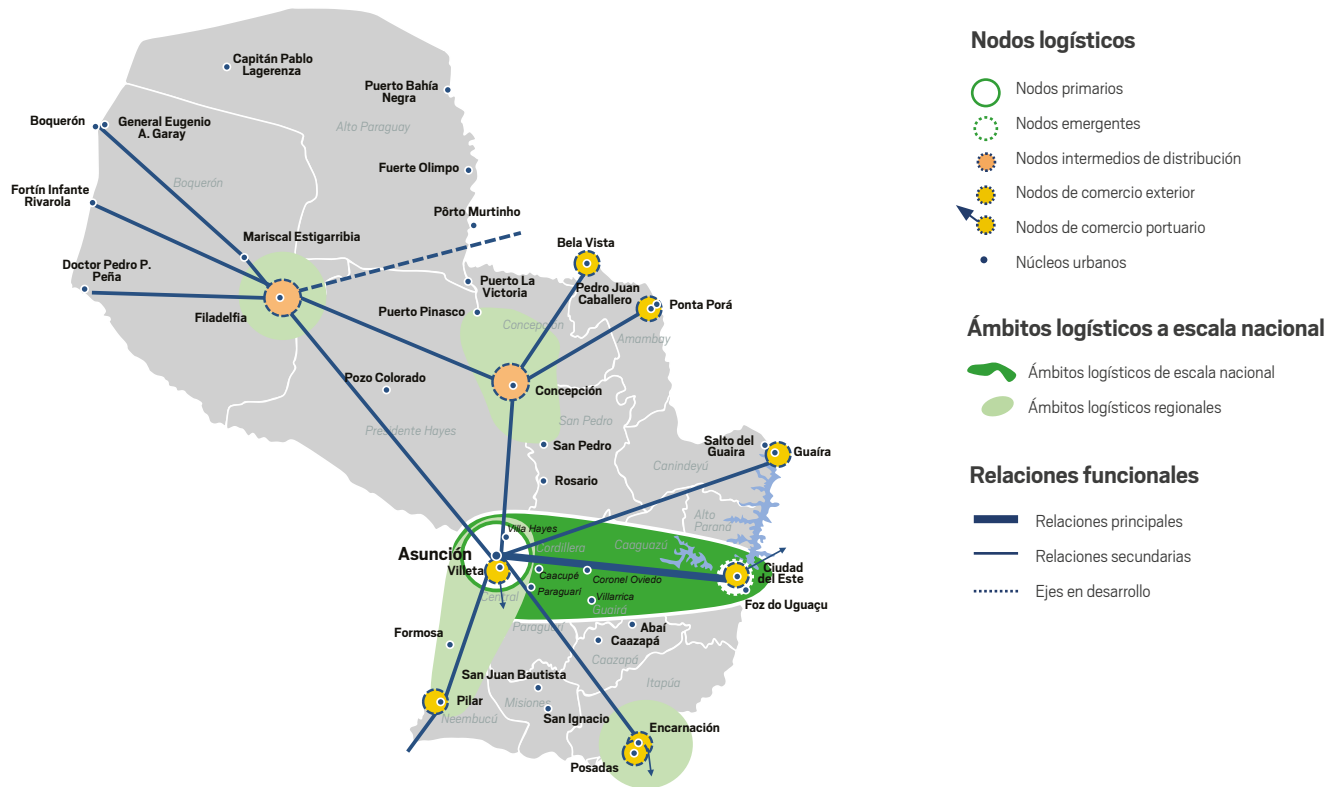 Capitán Pablo
Lagerenza
Puerto Bahía
Negra
Boquerón
General Eugenio
A. Garay
Alto Paraguay
Fuerte Olimpo
Boquerón
Fortín Infante
Rivarola
Pôrto Murtinho
Mariscal Estigarribia
Bela Vista
Doctor Pedro P.
Peña
Puerto La
Victoria
Pedro Juan
Caballero
Ponta Porá
Filadelfia
Puerto Pinasco
Concepción
Amambay
Pozo Colorado
Concepción
Presidente Hayes
San Pedro
San Pedro
Salto del
Guaira
Guaíra
Canindeyú
Rosario
Alto
Paraná
Villa Hayes
Asunción
Cordillera
Caaguazú
Villeta
Caacupé
Coronel Oviedo
Ciudad
del Este
Paraguarí
Villarrica
Central
Guairá
Foz do Uguaçu
Formosa
Paraguarí
Abaí
Caazapá
Caazapá
San Juan Bautista
Itapúa
Pilar
Misiones
Neembucú
San Ignacio
Encarnación
Posadas
Nodos logísticos
Nodos primarios
Nodos emergentes
Nodos intermedios de distribución
Nodos de comercio exterior
Nodos de comercio portuario
Núcleos urbanos
Ámbitos logísticos a escala nacional
Ámbitos logísticos de escala nacional
Ámbitos logísticos regionales
Relaciones funcionales
Relaciones principales
Relaciones secundarias
Ejes en desarrollo